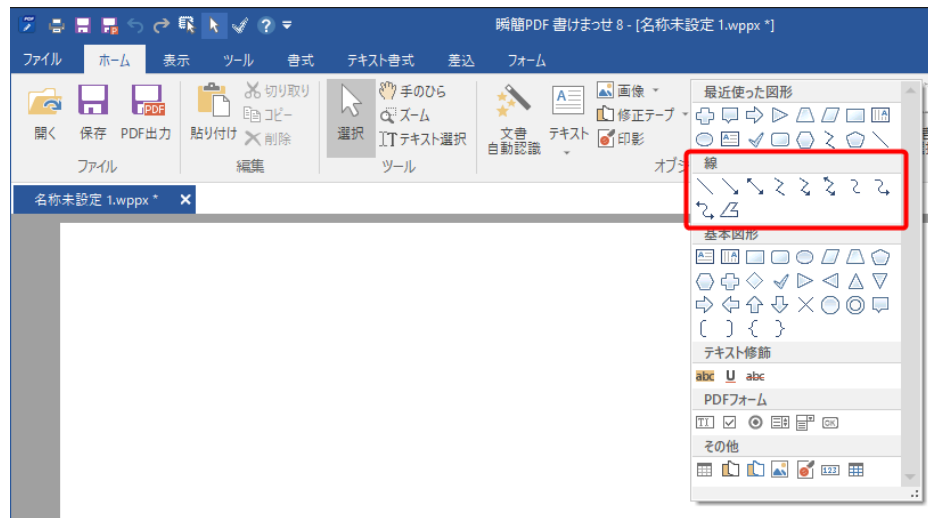 瞬簡PDF 書けまっせ 8 - [名称未設定 1.wppx *]
ファイル ホーム 表示 ツール 書式 テキスト書式 差込 フォーム
開く 保存 PDF出力 貼り付け 切り取り コピー 削除
選択 手のひら ズーム テキスト選択
文書自動認識 テキスト 画像 修正テープ 印影
ファイル 編集 ツール オブジ
名称未設定 1.wppx *
最近使った図形
線
基本図形
テキスト修飾
abc U abc
PDFフォーム
TI OK
その他
123